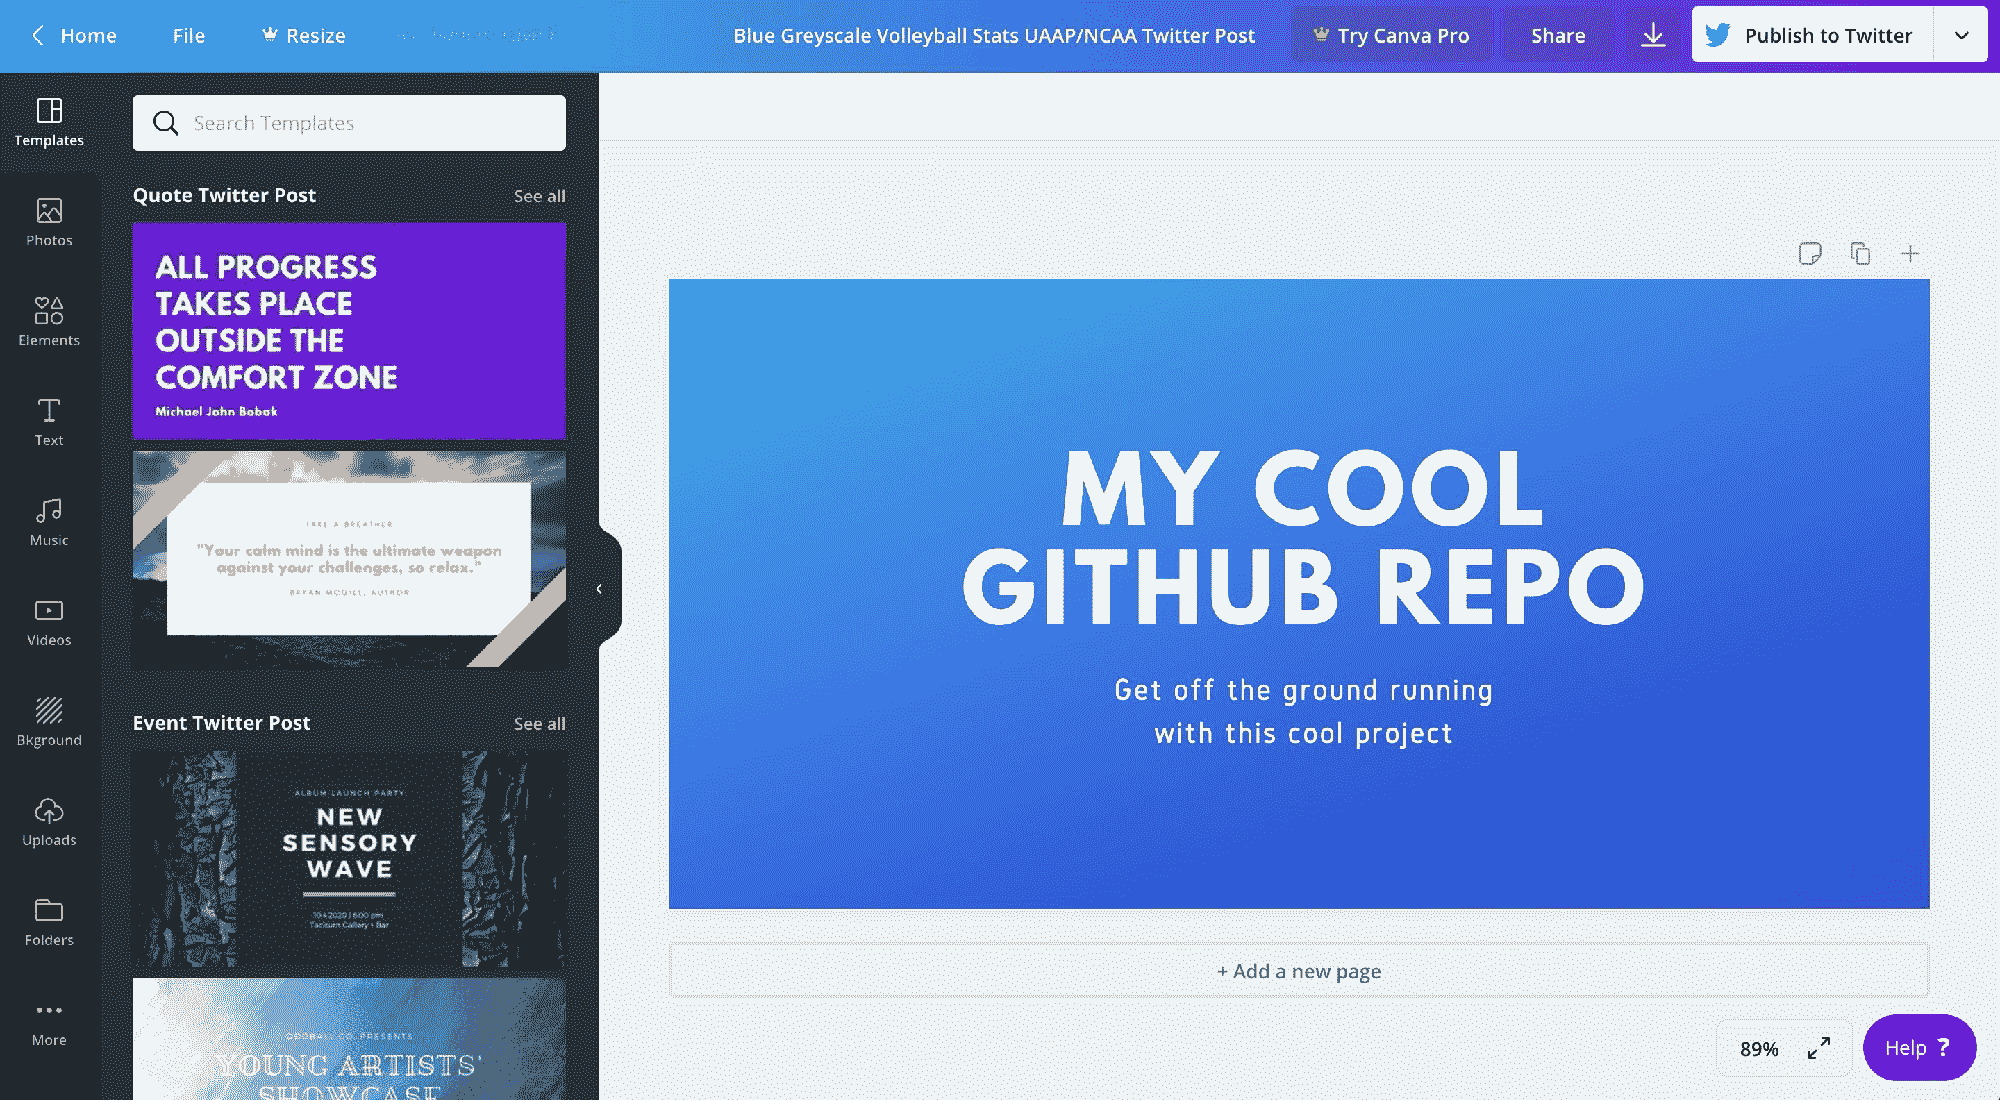 Home
File
Resize
Blue Greyscale Volleyball Stats UAAP/NCAA Twitter Post
Try Canva Pro
Share
Publish to Twitter
Templates
Photos
Elements
Text
Music
Videos
Bkground
Uploads
Folders
More
Search Templates
Quote Twitter Post
See all
ALL PROGRESS
TAKES PLACE
OUTSIDE THE
COMFORT ZONE
Michael John Bobak
TAKE A BREATHER
"Your calm mind is the ultimate weapon
against your challenges, so relax."
BRYAN MCGILL, AUTHOR
Event Twitter Post
See all
ALBUM LAUNCH PARTY
NEW
SENSORY
WAVE
10.4.2020 | 6:00 pm
Taciturn Gallery + Bar
ODDBALL CO. PRESENTS
YOUNG ARTISTS'
SHOWCASE
MY COOL
GITHUB REPO
Get off the ground running
with this cool project
+ Add a new page
89%
Help ?